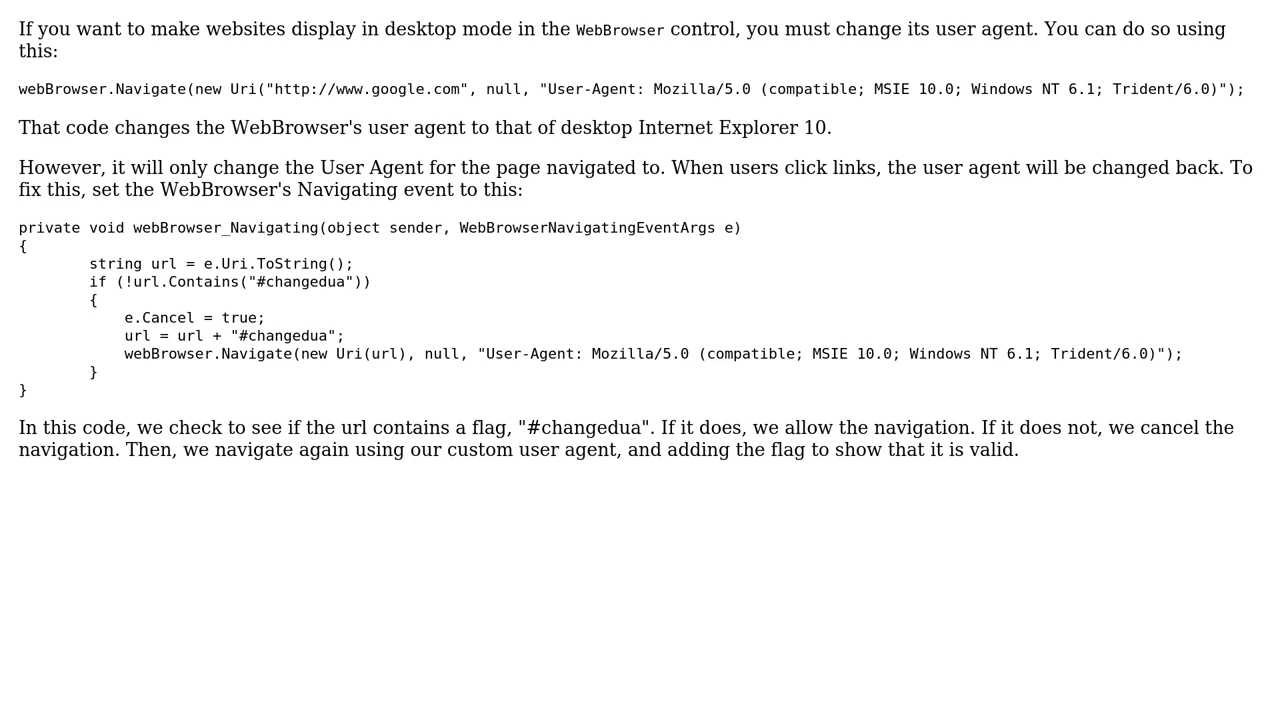 If you want to make websites display in desktop mode in the WebBrowser control, you must change its user agent. You can do so using
this:
webBrowser.Navigate(new Uri("http://www.google.com", null, "User-Agent: Mozilla/5.0 (compatible; MSIE 10.0; Windows NT 6.1; Trident/6.0)");
That code changes the WebBrowser's user agent to that of desktop Internet Explorer 10.
However, it will only change the User Agent for the page navigated to. When users click links, the user agent will be changed back. To
fix this, set the WebBrowser's Navigating event to this:
private void webBrowser_Navigating(object sender, WebBrowserNavigatingEventArgs e)
{
        string url = e.Uri.ToString();
        if (!url.Contains("#changedua"))
        {
            e.Cancel = true;
            url = url + "#changedua";
            webBrowser.Navigate(new Uri(url), null, "User-Agent: Mozilla/5.0 (compatible; MSIE 10.0; Windows NT 6.1; Trident/6.0)");
        }
}
In this code, we check to see if the url contains a flag, "#changedua". If it does, we allow the navigation. If it does not, we cancel the
navigation. Then, we navigate again using our custom user agent, and adding the flag to show that it is valid.